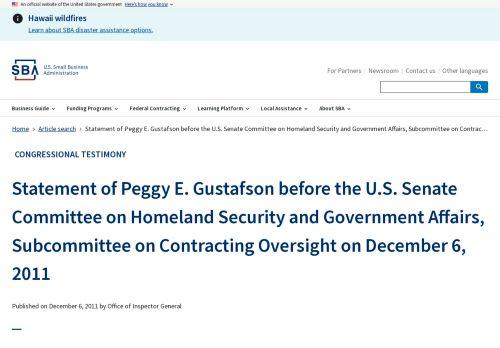 An official website of the United States government Here's how you know
Hawaii wildfires
Learn about SBA disaster assistance options.
SBA U.S. Small Business
Administration
For Partners Newsroom Contact us Other languages
Business Guide Funding Programs Federal Contracting Learning Platform Local Assistance About SBA
Home › Article search › Statement of Peggy E. Gustafson before the U.S. Senate Committee on Homeland Security and Government Affairs, Subcommittee on Contrac...
CONGRESSIONAL TESTIMONY
Statement of Peggy E. Gustafson before the U.S. Senate
Committee on Homeland Security and Government Affairs,
Subcommittee on Contracting Oversight on December 6,
2011
Published on December 6, 2011 by Office of Inspector General